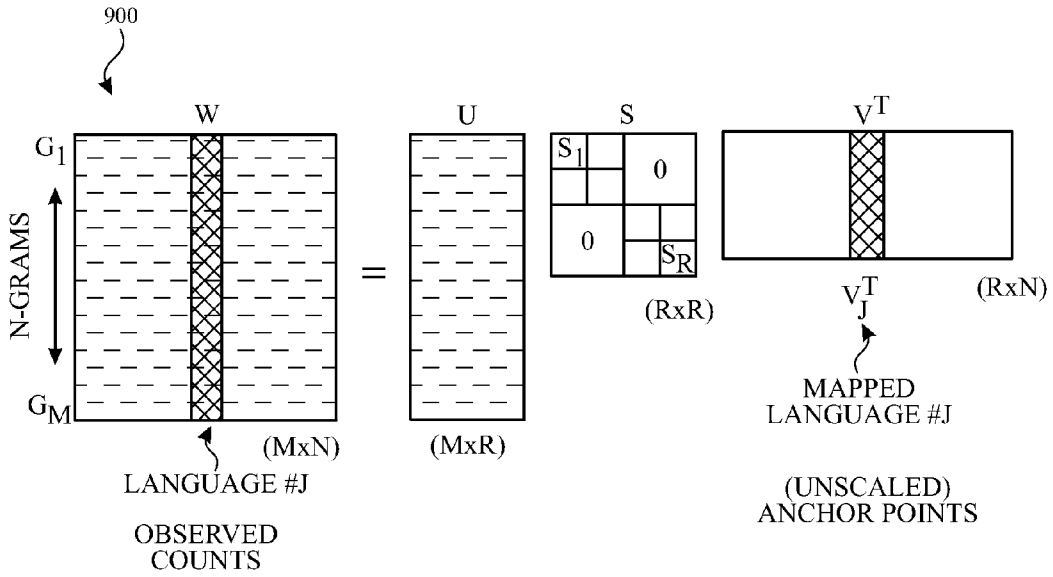 900
W
U
S
V^T
G_1
N-GRAMS
G_M
=
S_1
0
0
S_R
(MxN)
(MxR)
(RxR)
(RxN)
V_J^T
LANGUAGE #J
MAPPED
LANGUAGE #J
OBSERVED
COUNTS
(UNSCALED)
ANCHOR POINTS